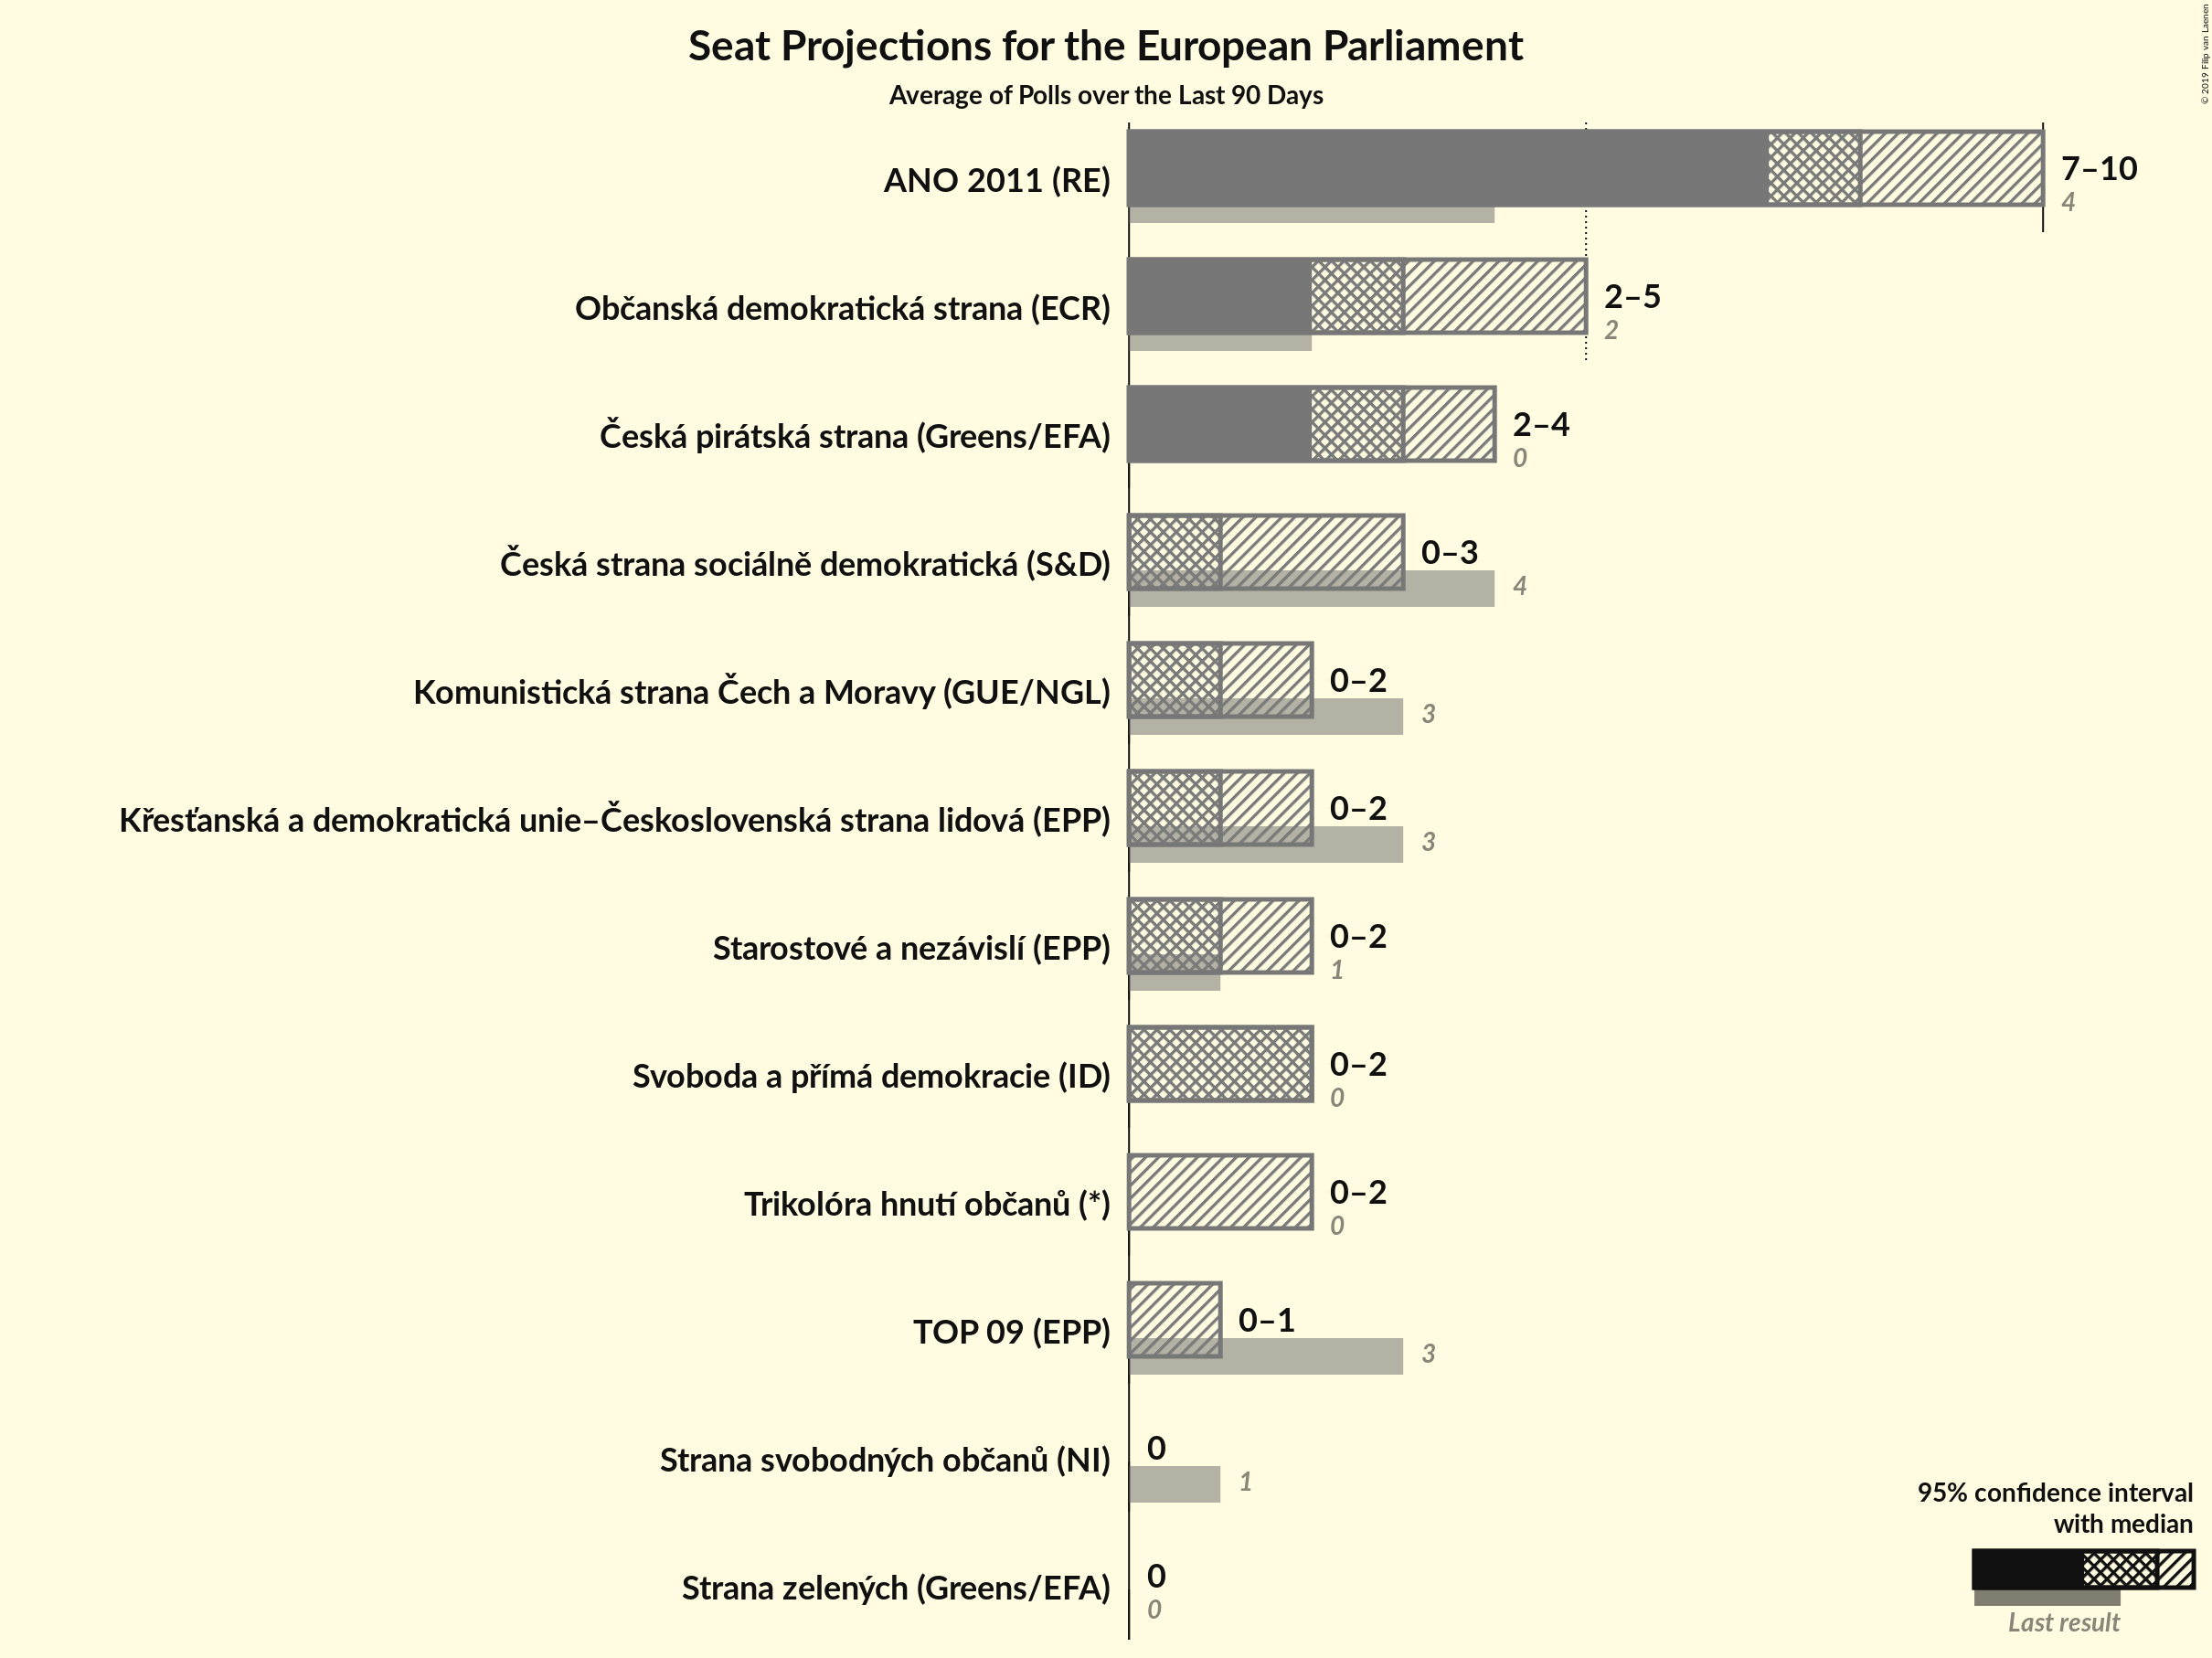 Seat Projections for the European Parliament
Average of Polls over the Last 90 Days
© 2019 Filip van Laenen
ANO 2011 (RE)
7–10
4
Občanská demokratická strana (ECR)
2–5
2
Česká pirátská strana (Greens/EFA)
2–4
0
Česká strana sociálně demokratická (S&D)
0–3
4
Komunistická strana Čech a Moravy (GUE/NGL)
0–2
3
Křesťanská a demokratická unie–Československá strana lidová (EPP)
0–2
3
Starostové a nezávislí (EPP)
0–2
1
Svoboda a přímá demokracie (ID)
0–2
0
Trikolóra hnutí občanů (*)
0–2
0
TOP 09 (EPP)
0–1
3
Strana svobodných občanů (NI)
0
1
Strana zelených (Greens/EFA)
0
0
95% confidence interval
with median
Last result